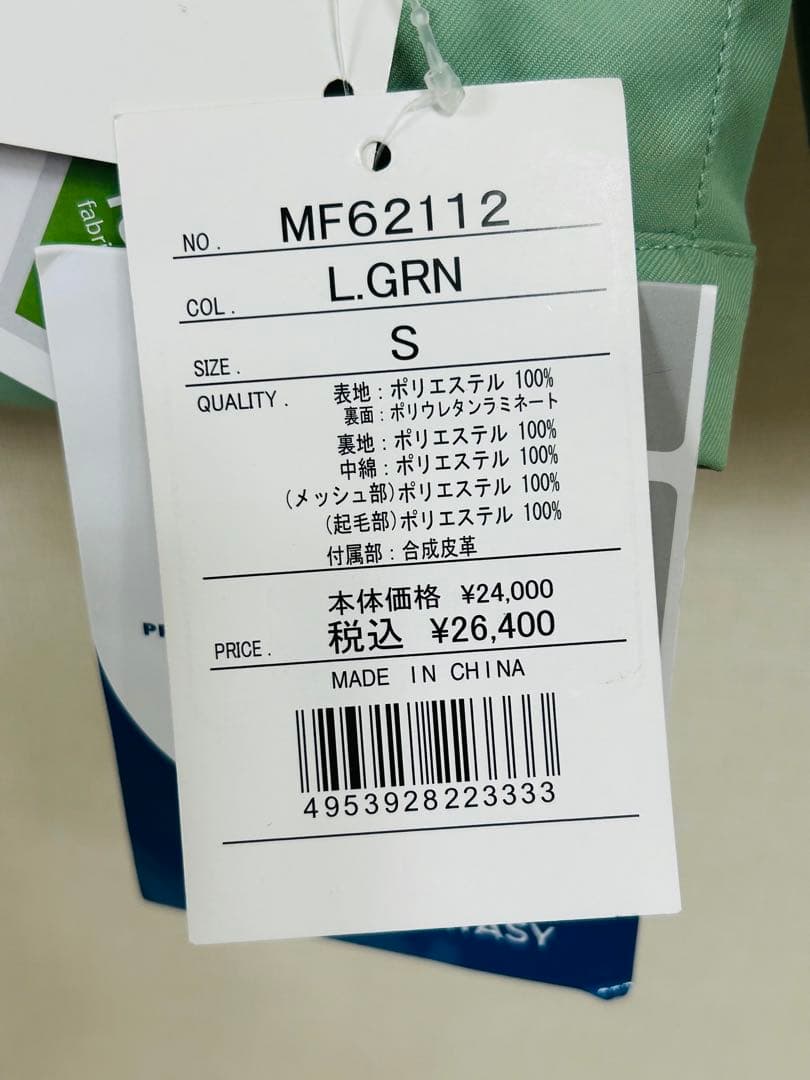 NO. MF62112
COL. L.GRN
SIZE. S
QUALITY. 表地:ポリエステル 100%
裏面:ポリウレタンラミネート
裏地:ポリエステル 100%
中綿:ポリエステル 100%
(メッシュ部)ポリエステル 100%
(起毛部)ポリエステル 100%
付属部:合成皮革
本体価格 ¥24,000
PRICE. 税込 ¥26,400
MADE IN CHINA
4953928223333
fabri